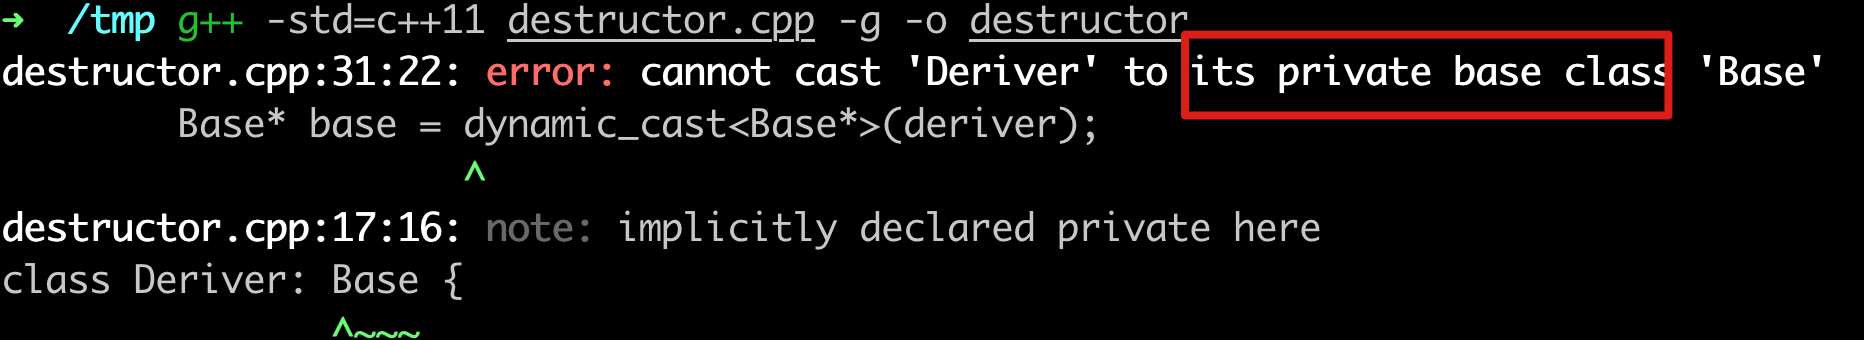 ➜  /tmp g++ -std=c++11 destructor.cpp -g -o destructor
destructor.cpp:31:22: error: cannot cast 'Deriver' to its private base class 'Base'
        Base* base = dynamic_cast<Base*>(deriver);
                     ^
destructor.cpp:17:16: note: implicitly declared private here
class Deriver: Base {
               ^~~~